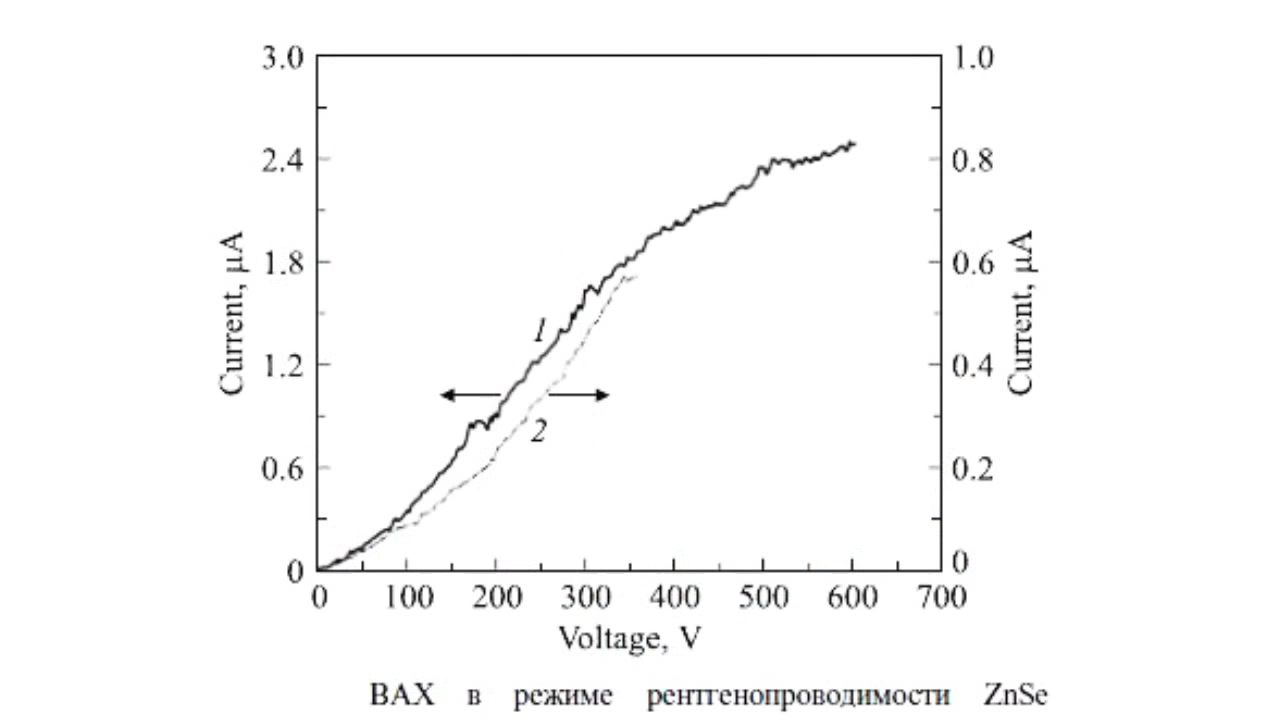 3.0
2.4
1.8
1.2
0.6
0
Current, μA
1.0
0.8
0.6
0.4
0.2
0
Current, μA
1
2
0 100 200 300 400 500 600 700
Voltage, V
ВАХ в режиме рентгенопроводимости ZnSe